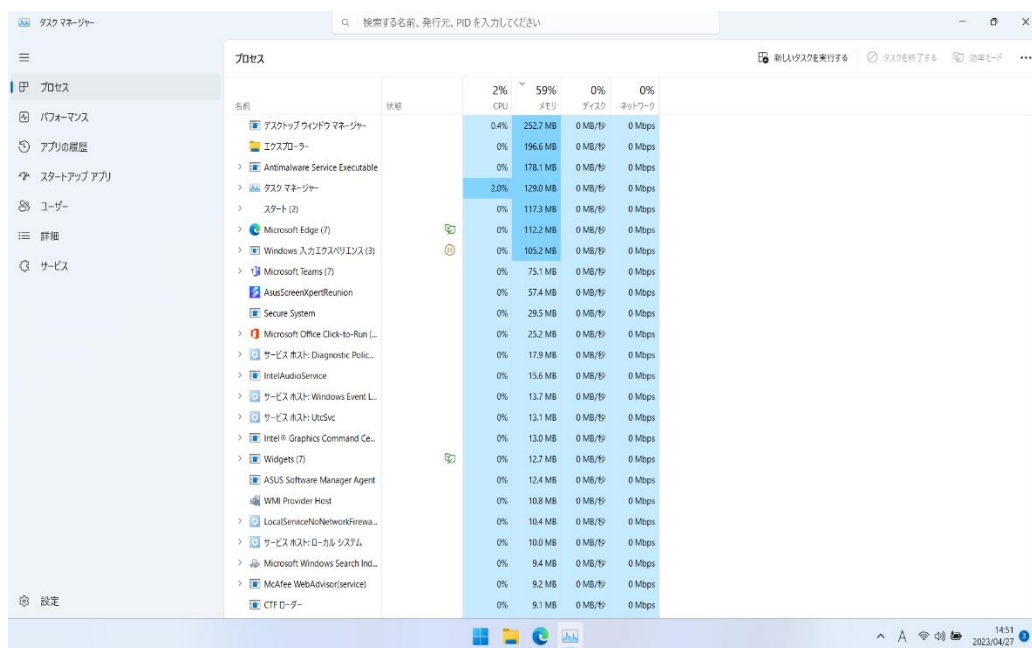 タスク マネージャー
検索する名前、発行元、PID を入力してください
プロセス
新しいタスクを実行する タスクを終了する 効率モード
プロセス
パフォーマンス
アプリの履歴
スタートアップ アプリ
ユーザー
詳細
サービス
設定
2% 59% 0% 0%
名前 状態 CPU メモリ ディスク ネットワーク
デスクトップ ウィンドウ マネージャー 0.4% 252.7 MB 0 MB/秒 0 Mbps
エクスプローラー 0% 196.6 MB 0 MB/秒 0 Mbps
Antimalware Service Executable 0% 178.1 MB 0 MB/秒 0 Mbps
タスク マネージャー 2.0% 129.0 MB 0 MB/秒 0 Mbps
スタート (2) 0% 117.3 MB 0 MB/秒 0 Mbps
Microsoft Edge (7) 0% 112.2 MB 0 MB/秒 0 Mbps
Windows 入力エクスペリエンス (3) 0% 105.2 MB 0 MB/秒 0 Mbps
Microsoft Teams (7) 0% 75.1 MB 0 MB/秒 0 Mbps
AsusScreenXpertReunion 0% 57.4 MB 0 MB/秒 0 Mbps
Secure System 0% 29.5 MB 0 MB/秒 0 Mbps
Microsoft Office Click-to-Run (... 0% 25.2 MB 0 MB/秒 0 Mbps
サービス ホスト: Diagnostic Polic... 0% 17.9 MB 0 MB/秒 0 Mbps
IntelAudioService 0% 15.6 MB 0 MB/秒 0 Mbps
サービス ホスト: Windows Event L... 0% 13.7 MB 0 MB/秒 0 Mbps
サービス ホスト: UtcSvc 0% 13.1 MB 0 MB/秒 0 Mbps
Intel® Graphics Command Ce... 0% 13.0 MB 0 MB/秒 0 Mbps
Widgets (7) 0% 12.7 MB 0 MB/秒 0 Mbps
ASUS Software Manager Agent 0% 12.4 MB 0 MB/秒 0 Mbps
WMI Provider Host 0% 10.8 MB 0 MB/秒 0 Mbps
LocalServiceNoNetworkFirewa... 0% 10.4 MB 0 MB/秒 0 Mbps
サービス ホスト: ローカル システム 0% 10.0 MB 0 MB/秒 0 Mbps
Microsoft Windows Search Ind... 0% 9.4 MB 0 MB/秒 0 Mbps
McAfee WebAdvisor(service) 0% 9.2 MB 0 MB/秒 0 Mbps
CTF ローダー 0% 9.1 MB 0 MB/秒 0 Mbps
A 14:51
2023/04/27 3